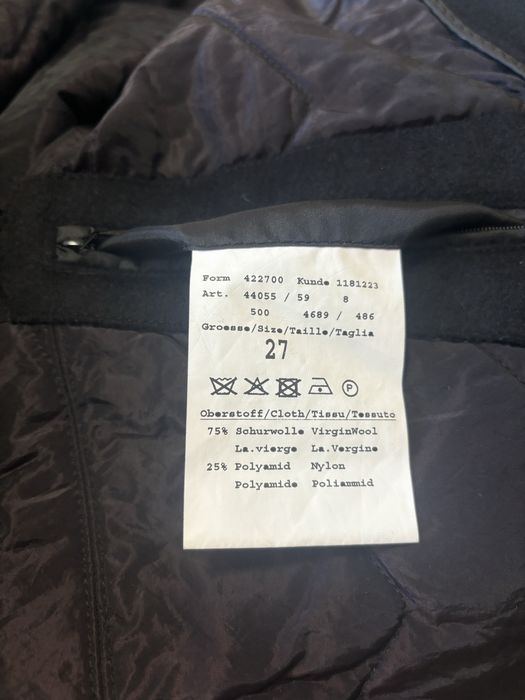 Form 422700 Kunde 1181223
Art. 44055 / 59 8
500 4689 / 486
Groesse/Size/Taille/Taglia
27
P
Oberstoff/Cloth/Tissu/Tessuto
75% Schurwolle VirginWool
La.vierge La.Vergine
25% Polyamid Nylon
Polyamide Poliammid